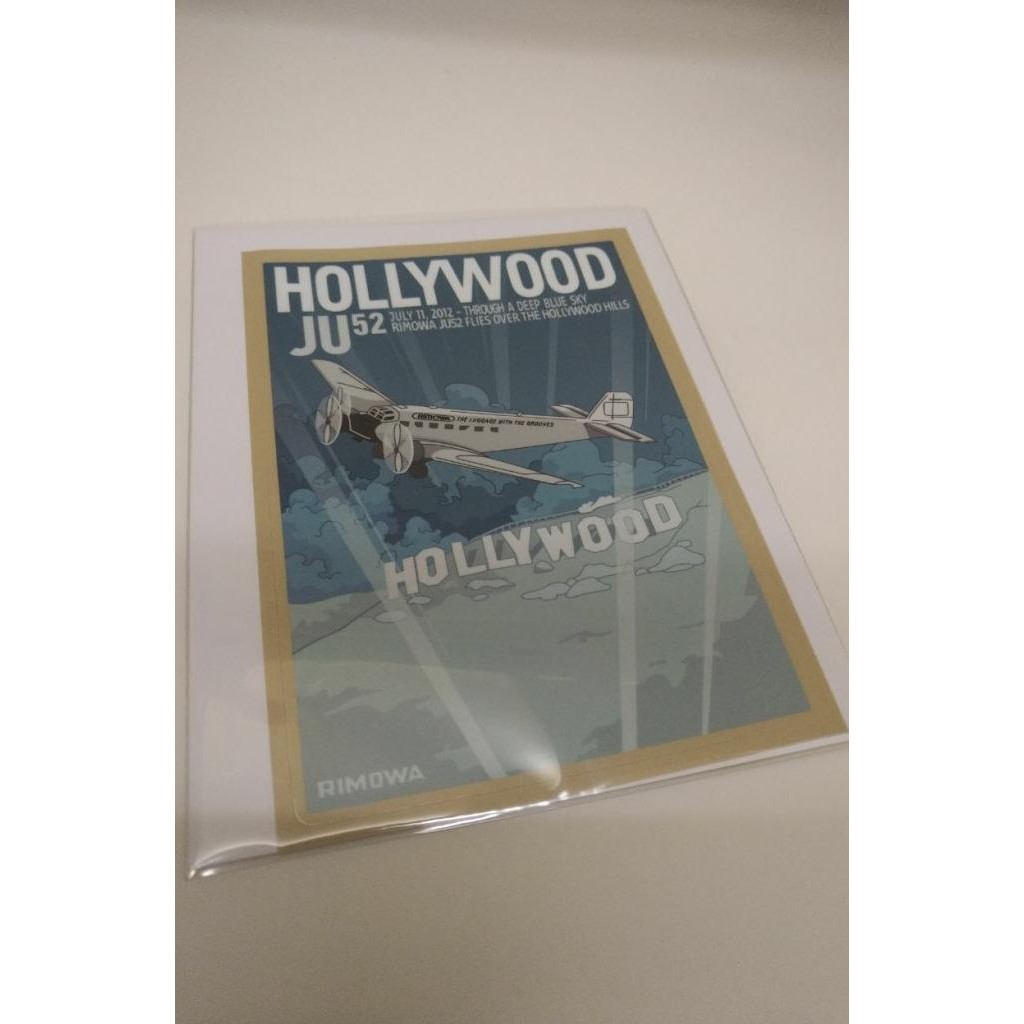 HOLLYWOOD
JU52 JULY 11, 2012 - THROUGH A DEEP BLUE SKY
RIMOWA JU52 FLIES OVER THE HOLLYWOOD HILLS
RIMOWA THE LUGGAGE WITH THE GROOVES
HOLLYWOOD
RIMOWA